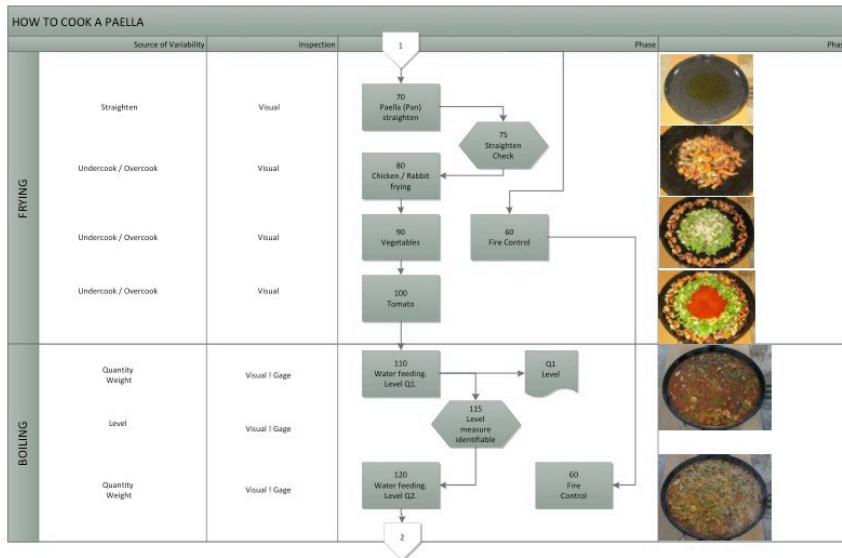 HOW TO COOK A PAELLA
Source of Variability
Inspection
Phase
Phas
1
FRYING
Straighten
Visual
70
Paella (Pan)
straighten
75
Straighten
Check
Undercook / Overcook
Visual
80
Chicken / Rabbit
frying
Undercook / Overcook
Visual
90
Vegetables
60
Fire Control
Undercook / Overcook
Visual
100
Tomato
BOILING
Quantity
Weight
Visual ! Gage
110
Water feeding.
Level Q1.
Q1
Level
Level
Visual ! Gage
115
Level
measure
identifiable
Quantity
Weight
Visual ! Gage
120
Water feeding.
Level Q2.
60
Fire
Control
2